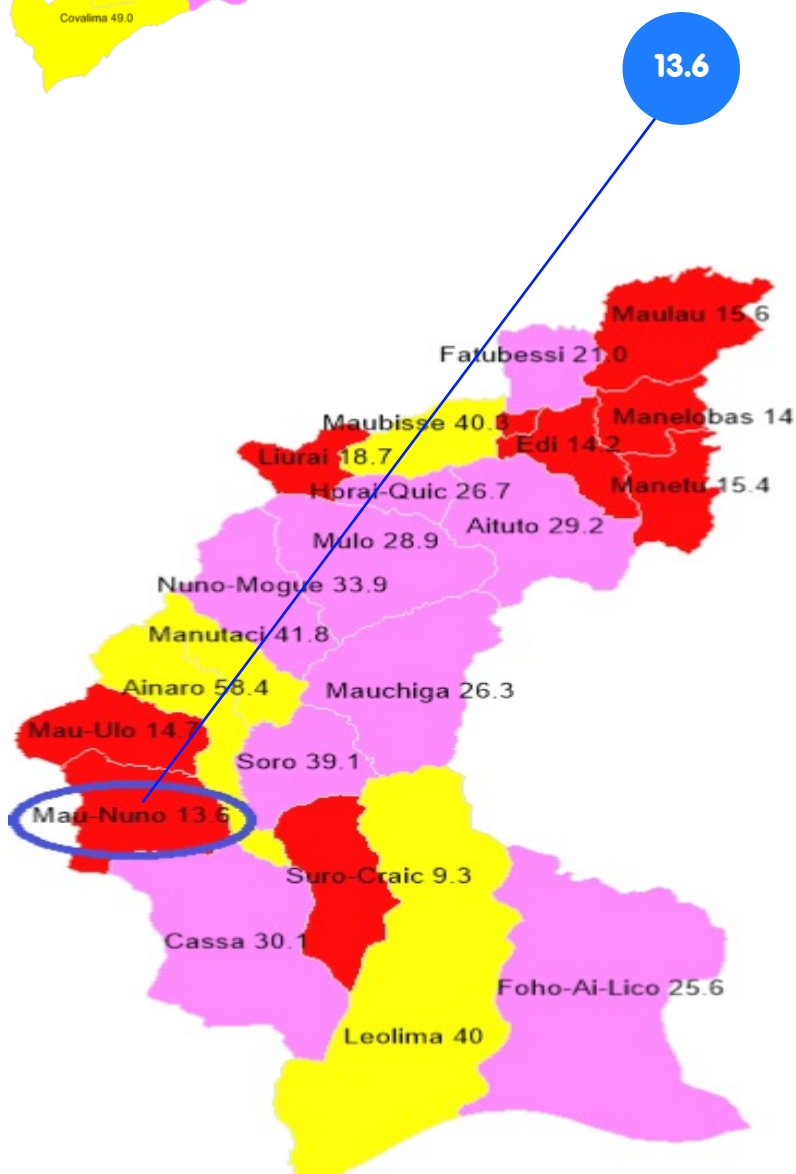 Covalima 49.0
13.6
Maulau 15.6
Fatubessi 21.0
Manelobas 14
Maubisse 40.3
Edi 14.2
Liurai 18.7
Manetu 15.4
Horai-Quic 26.7
Aituto 29.2
Mulo 28.9
Nuno-Mogue 33.9
Manutaci 41.8
Ainaro 58.4
Mauchiga 26.3
Mau-Ulo 14.7
Soro 39.1
Mau-Nuno 13.6
Suro-Craic 9.3
Cassa 30.1
Foho-Ai-Lico 25.6
Leolima 40